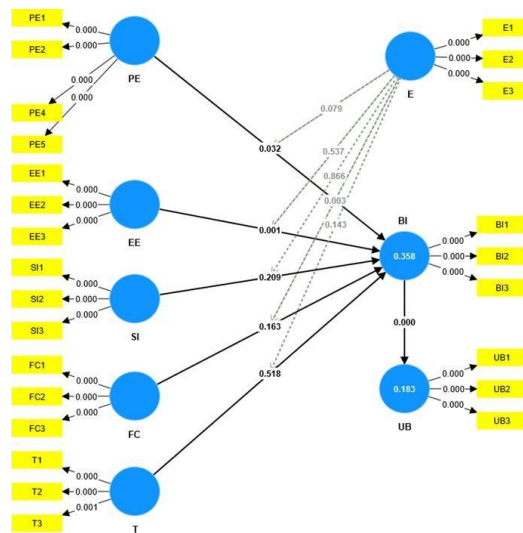 PE1
0.000
PE2
0.000
0.000
PE4
0.000
PE5
PE
E1
0.000
E2
0.000
E3
0.000
E
0.079
0.032
0.537
0.866
0.003
0.143
EE1
0.000
EE2
0.000
EE3
0.000
EE
0.001
BI
0.358
BI1
0.000
BI2
0.000
BI3
0.000
SI1
0.000
SI2
0.000
SI3
0.000
SI
0.209
0.163
0.000
FC1
0.000
FC2
0.000
FC3
0.000
FC
0.518
0.183
UB
UB1
0.000
UB2
0.000
UB3
0.000
T1
0.000
T2
0.000
T3
0.001
T